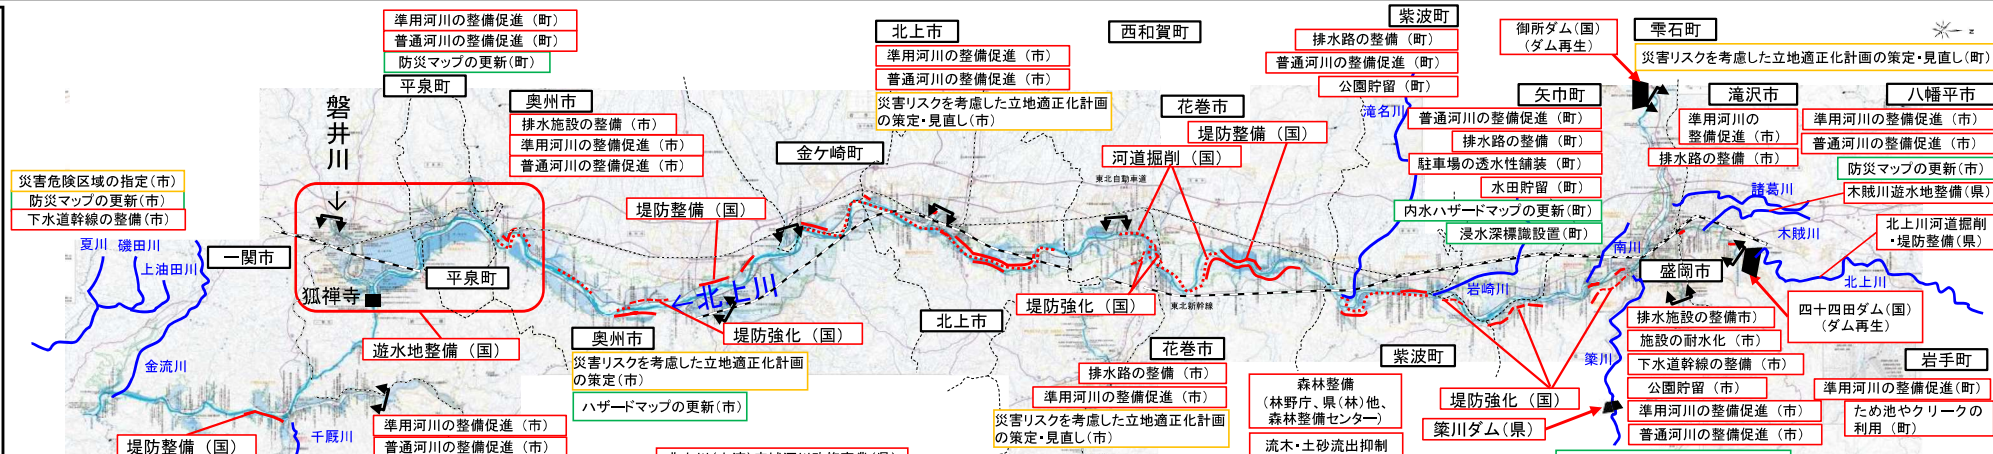 準用河川の整備促進（町）
普通河川の整備促進（町）
防災マップの更新(町)
平泉町
磐井川
奥州市
排水施設の整備（市）
準用河川の整備促進（市）
普通河川の整備促進（市）
災害危険区域の指定(市)
防災マップの更新(市)
下水道幹線の整備(市)
夏川
磯田川
上油田川
金流川
一関市
狐禅寺
平泉町
遊水地整備（国）
堤防整備（国）
千厩川
準用河川の整備促進（市）
普通河川の整備促進（市）
奥州市
災害リスクを考慮した立地適正化計画
の策定(市)
ハザードマップの更新(市)
堤防整備（国）
堤防強化（国）
北上川
金ケ崎町
北上市
準用河川の整備促進（市）
普通河川の整備促進（市）
災害リスクを考慮した立地適正化計画
の策定・見直し(市)
北上市
西和賀町
花巻市
堤防整備（国）
河道掘削（国）
東北自動車道
堤防強化（国）
東北新幹線
花巻市
排水路の整備（市）
準用河川の整備促進（市）
災害リスクを考慮した立地適正化計画
の策定・見直し(市)
紫波町
排水路の整備（町）
普通河川の整備促進（町）
公園貯留（町）
滝名川
矢巾町
普通河川の整備促進（町）
排水路の整備（町）
駐車場の透水性舗装（町）
水田貯留（町）
内水ハザードマップの更新(町)
浸水深標識設置(町)
南川
岩崎川
紫波町
堤防強化（国）
森林整備
（林野庁、県(林)他、
森林整備センター）
流木・土砂流出抑制
簗川
簗川ダム(県)
御所ダム(国)
（ダム再生）
雫石町
災害リスクを考慮した立地適正化計画の策定・見直し(町)
滝沢市
準用河川の
整備促進（市）
排水路の整備（市）
八幡平市
準用河川の整備促進（市）
普通河川の整備促進（市）
防災マップの更新(市)
諸葛川
木賊川遊水地整備(県)
木賊川
北上川河道掘削
・堤防整備(県)
北上川
盛岡市
排水施設の整備市）
施設の耐水化（市）
下水道幹線の整備（市）
公園貯留（市）
準用河川の整備促進（市）
普通河川の整備促進（市）
四十四田ダム(国)
（ダム再生）
岩手町
準用河川の整備促進(町)
ため池やクリークの
利用（町）